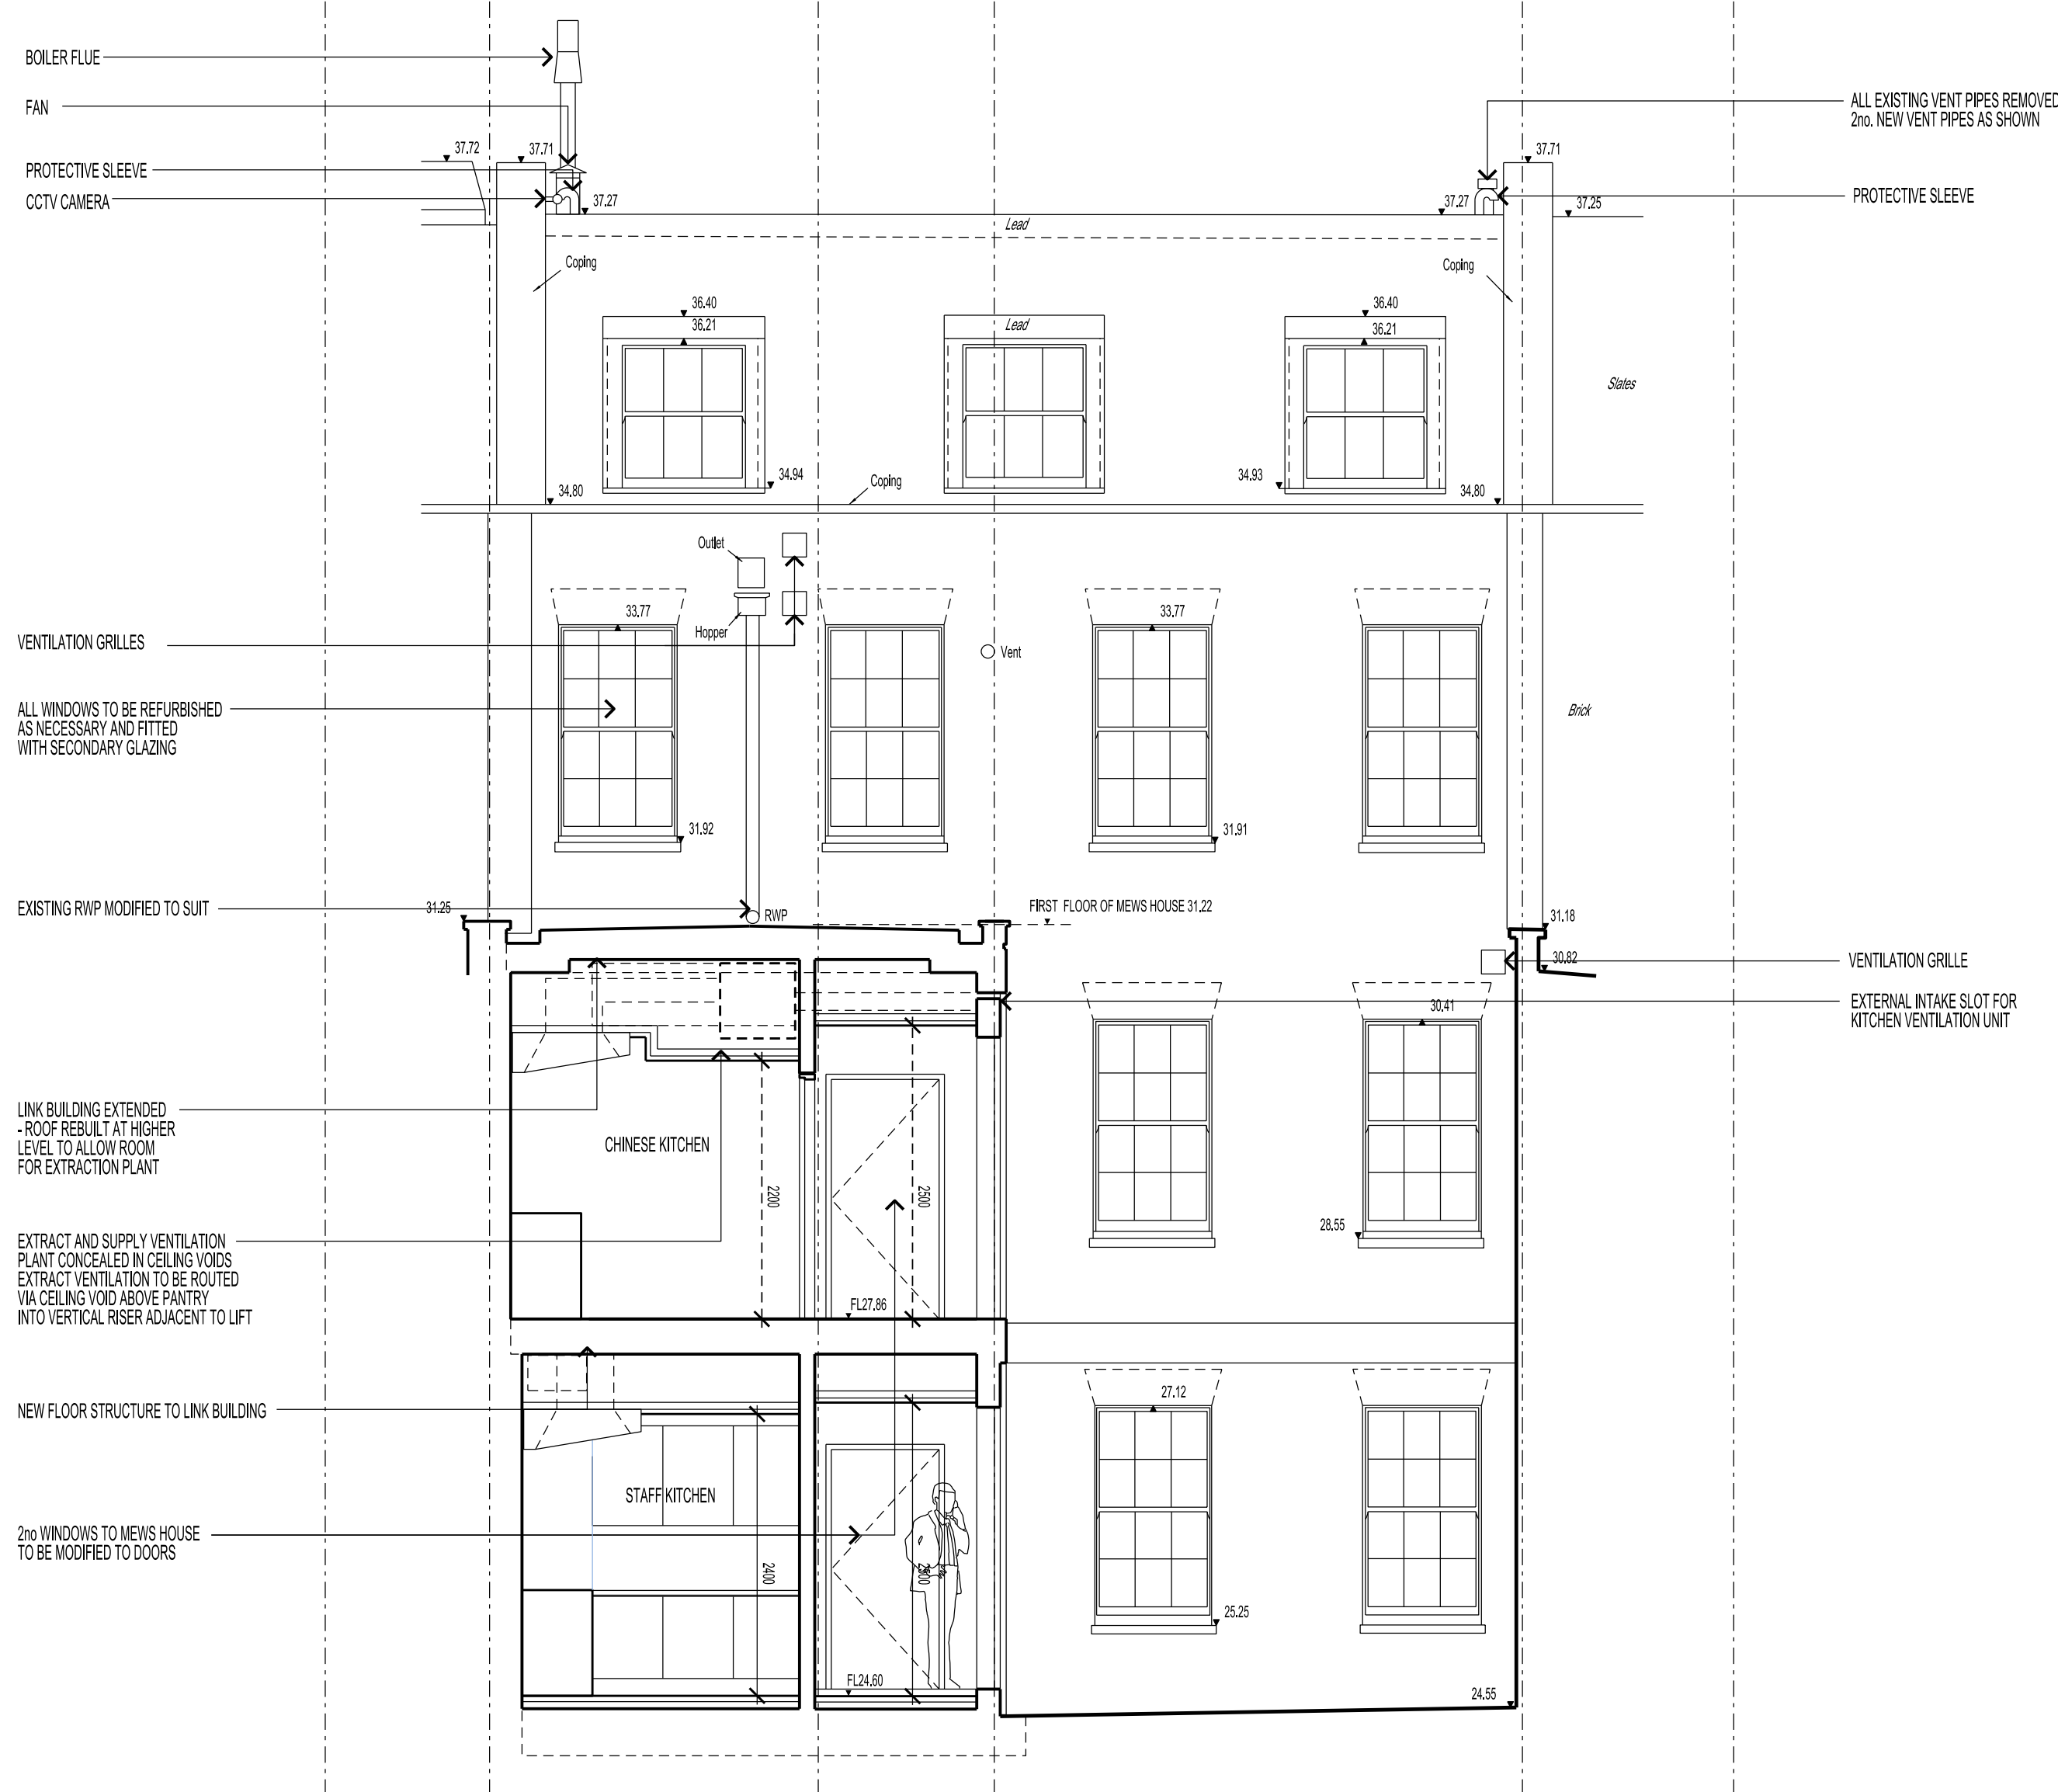 BOILER FLUE
FAN
ALL EXISTING VENT PIPES REMOVED
2no. NEW VENT PIPES AS SHOWN
37.72
37.71
37.71
PROTECTIVE SLEEVE
CCTV CAMERA
PROTECTIVE SLEEVE
37.27
37.27
37.25
Lead
Coping
Coping
36.40
36.21
Lead
36.40
36.21
Slates
34.94
34.93
Coping
34.80
34.80
Outlet
33.77
33.77
Hopper
VENTILATION GRILLES
Vent
ALL WINDOWS TO BE REFURBISHED
AS NECESSARY AND FITTED
WITH SECONDARY GLAZING
Brick
31.92
31.91
EXISTING RWP MODIFIED TO SUIT
31.25
RWP
FIRST FLOOR OF MEWS HOUSE 31.22
31.18
30.82
VENTILATION GRILLE
EXTERNAL INTAKE SLOT FOR
KITCHEN VENTILATION UNIT
30.41
LINK BUILDING EXTENDED
- ROOF REBUILT AT HIGHER
LEVEL TO ALLOW ROOM
FOR EXTRACTION PLANT
CHINESE KITCHEN
2200
2500
28.55
EXTRACT AND SUPPLY VENTILATION
PLANT CONCEALED IN CEILING VOIDS
EXTRACT VENTILATION TO BE ROUTED
VIA CEILING VOID ABOVE PANTRY
INTO VERTICAL RISER ADJACENT TO LIFT
FL27.86
27.12
NEW FLOOR STRUCTURE TO LINK BUILDING
STAFF KITCHEN
2no WINDOWS TO MEWS HOUSE
TO BE MODIFIED TO DOORS
2400
25.25
FL24.60
24.55